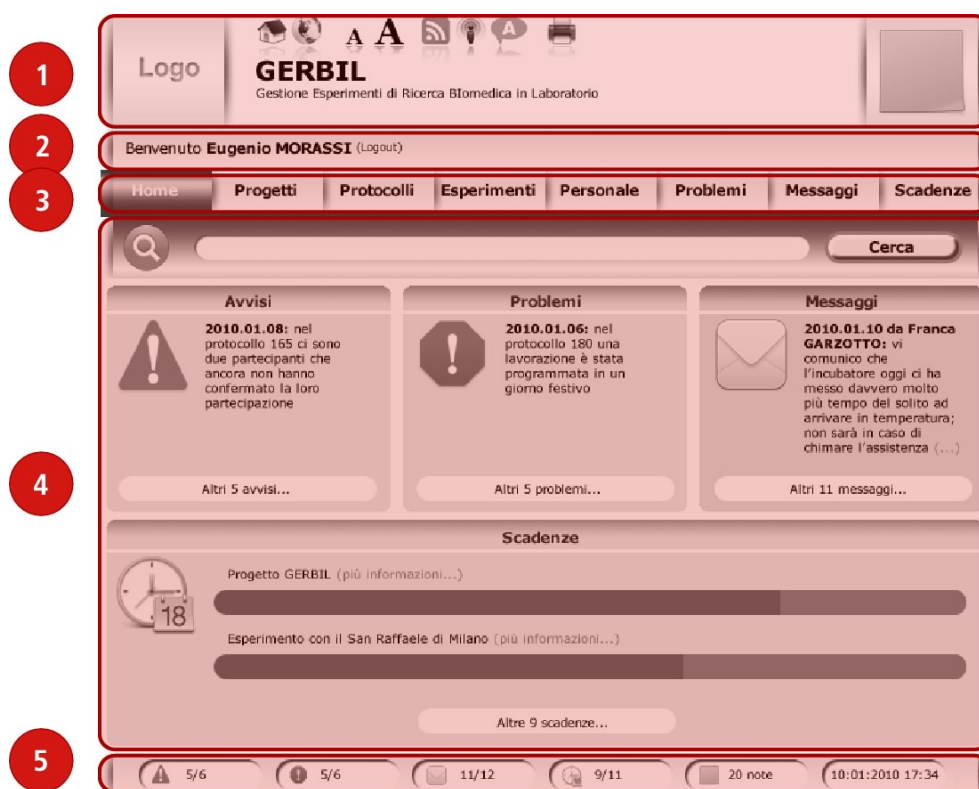 1
Logo
A A
A
GERBIL
Gestione Esperimenti di Ricerca BIomedica in Laboratorio
2
Benvenuto Eugenio MORASSI (Logout)
3
Home Progetti Protocolli Esperimenti Personale Problemi Messaggi Scadenze
Cerca
Avvisi
2010.01.08: nel
protocollo 165 ci sono
due partecipanti che
ancora non hanno
confermato la loro
partecipazione
Altri 5 avvisi...
Problemi
2010.01.06: nel
protocollo 180 una
lavorazione è stata
programmata in un
giorno festivo
Altri 5 problemi...
Messaggi
2010.01.10 da Franca
GARZOTTO: vi
comunico che
l'incubatore oggi ci ha
messo davvero molto
più tempo del solito ad
arrivare in temperatura;
non sarà in caso di
chimare l'assistenza (...)
Altri 11 messaggi...
4
Scadenze
18
Progetto GERBIL (più informazioni...)
Esperimento con il San Raffaele di Milano (più informazioni...)
Altre 9 scadenze...
5
5/6 5/6 11/12 9/11 20 note 10:01:2010 17:34